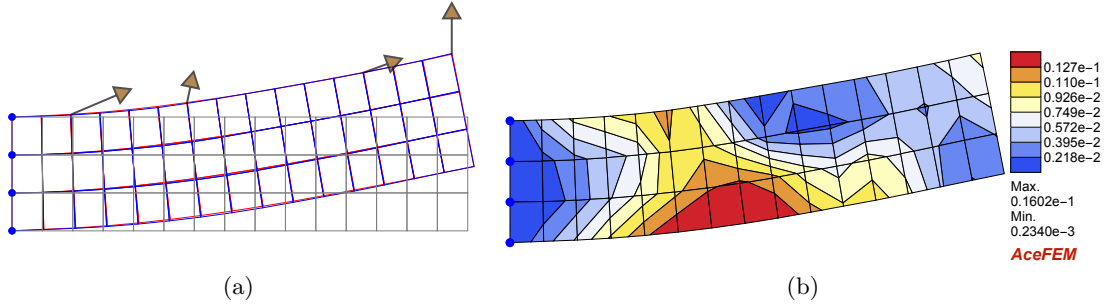 0.127e−1
0.110e−1
0.926e−2
0.749e−2
0.572e−2
0.395e−2
0.218e−2
Max.
0.1602e−1
Min.
0.2340e−3
AceFEM
(a)
(b)